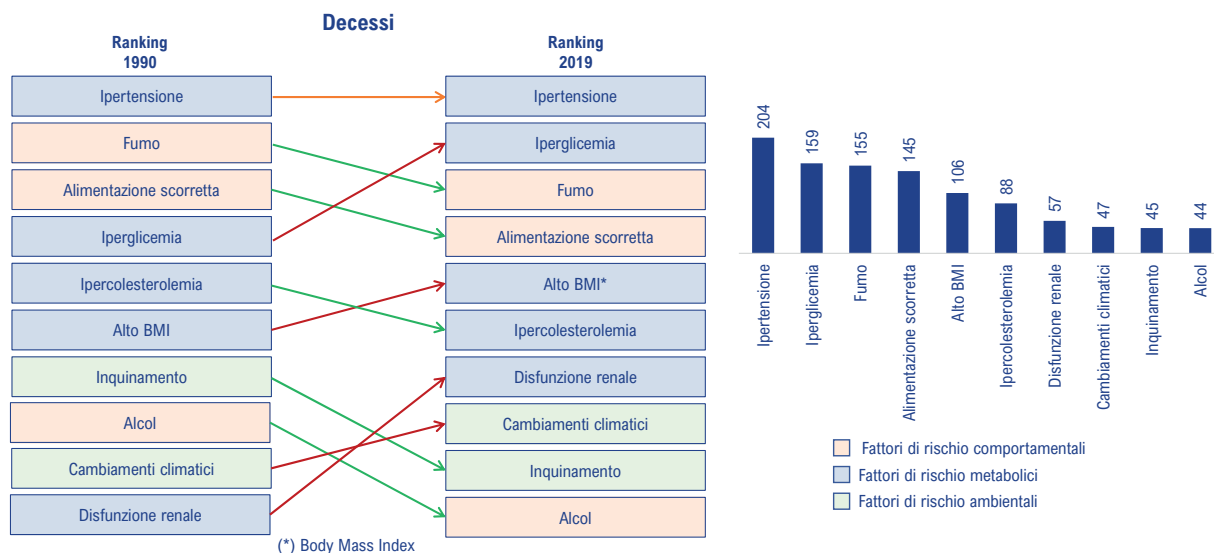 Decessi
Ranking
1990
Ranking
2019
Ipertensione
Fumo
Alimentazione scorretta
Iperglicemia
Ipercolesterolemia
Alto BMI
Inquinamento
Alcol
Cambiamenti climatici
Disfunzione renale
Ipertensione
Iperglicemia
Fumo
Alimentazione scorretta
Alto BMI*
Ipercolesterolemia
Disfunzione renale
Cambiamenti climatici
Inquinamento
Alcol
(*) Body Mass Index
204
159
155
145
106
88
57
47
45
44
Ipertensione
Iperglicemia
Fumo
Alimentazione scorretta
Alto BMI
Ipercolesterolemia
Disfunzione renale
Cambiamenti climatici
Inquinamento
Alcol
Fattori di rischio comportamentali
Fattori di rischio metabolici
Fattori di rischio ambientali